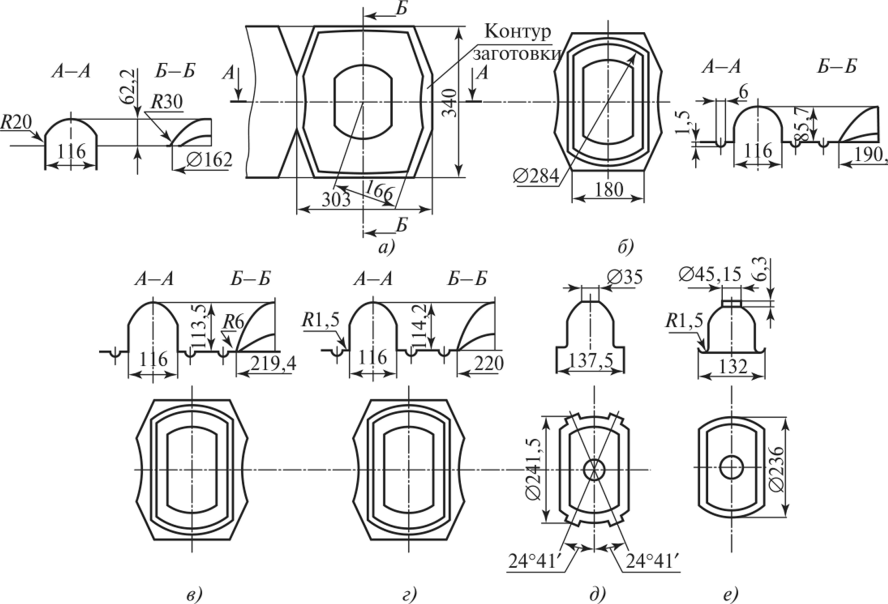 Б
Контур
заготовки
А–А
Б–Б
А
А
62,2
R30
R20
116
∅162
340
303
166
Б
а)
∅284
180
б)
А–А
Б–Б
6
1,5
85,7
116
190,
А–А
Б–Б
113,5
R6
116
219,4
А–А
Б–Б
R1,5
114,2
116
220
∅35
137,5
∅45,15
6,3
R1,5
132
∅241,5
24°41′
24°41′
∅236
в)
г)
д)
е)